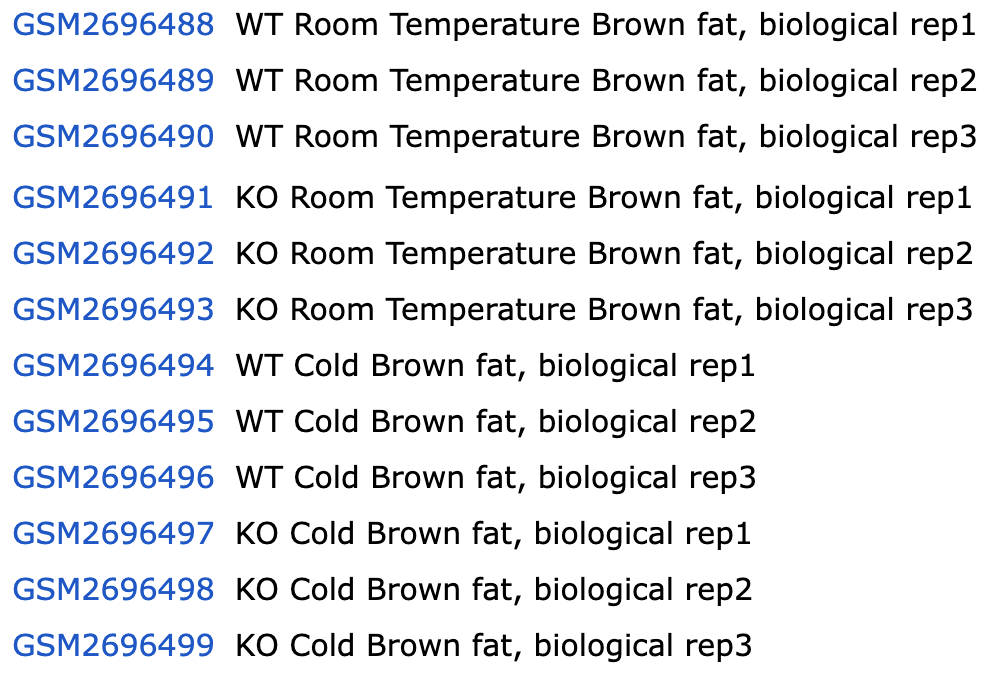 GSM2696488 WT Room Temperature Brown fat, biological rep1
GSM2696489 WT Room Temperature Brown fat, biological rep2
GSM2696490 WT Room Temperature Brown fat, biological rep3
GSM2696491 KO Room Temperature Brown fat, biological rep1
GSM2696492 KO Room Temperature Brown fat, biological rep2
GSM2696493 KO Room Temperature Brown fat, biological rep3
GSM2696494 WT Cold Brown fat, biological rep1
GSM2696495 WT Cold Brown fat, biological rep2
GSM2696496 WT Cold Brown fat, biological rep3
GSM2696497 KO Cold Brown fat, biological rep1
GSM2696498 KO Cold Brown fat, biological rep2
GSM2696499 KO Cold Brown fat, biological rep3